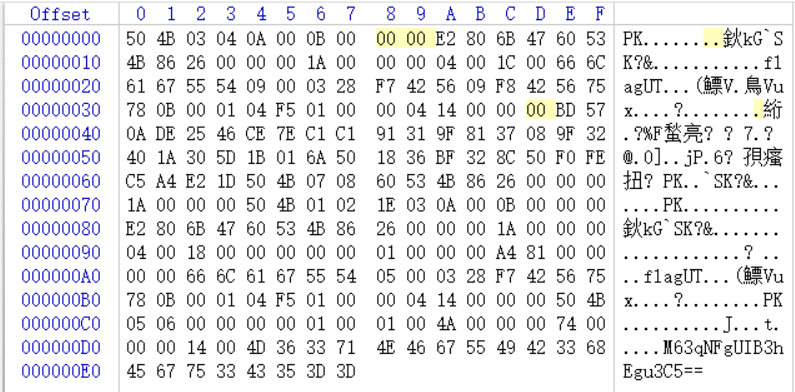 Offset 0 1 2 3 4 5 6 7 8 9 A B C D E F
00000000 50 4B 03 04 0A 00 0B 00 00 00 E2 80 6B 47 60 53 PK........鈥kG`S
00000010 4B 86 26 00 00 00 1A 00 00 00 04 00 1C 00 66 6C K?&...........fl
00000020 61 67 55 54 09 00 03 28 F7 42 56 09 F8 42 56 75 agUT...(鰾V.鳥Vu
00000030 78 0B 00 01 04 F5 01 00 00 04 14 00 00 00 BD 57 x....?........絎
00000040 0A DE 25 46 CE 7E C1 C1 91 31 9F 81 37 08 9F 32 .?%F蝥亮? ? 7.?
00000050 40 1A 30 5D 1B 01 6A 50 18 36 BF 32 8C 50 F0 FE @.0]..jP.6? 孭瘙
00000060 C5 A4 E2 1D 50 4B 07 08 60 53 4B 86 26 00 00 00 扭? PK..`SK?&...
00000070 1A 00 00 00 50 4B 01 02 1E 03 0A 00 0B 00 00 00 ....PK..........
00000080 E2 80 6B 47 60 53 4B 86 26 00 00 00 1A 00 00 00 鈥kG`SK?&.......
00000090 04 00 18 00 00 00 00 00 01 00 00 00 A4 81 00 00 ............?...
000000A0 00 00 66 6C 61 67 55 54 05 00 03 28 F7 42 56 75 ..flagUT...(鰾Vu
000000B0 78 0B 00 01 04 F5 01 00 00 04 14 00 00 00 50 4B x....?........PK
000000C0 05 06 00 00 00 00 01 00 01 00 4A 00 00 00 74 00 ..........J...t.
000000D0 00 00 14 00 4D 36 33 71 4E 46 67 55 49 42 33 68 ....M63qNFgUIB3h
000000E0 45 67 75 33 43 35 3D 3D Egu3C5==